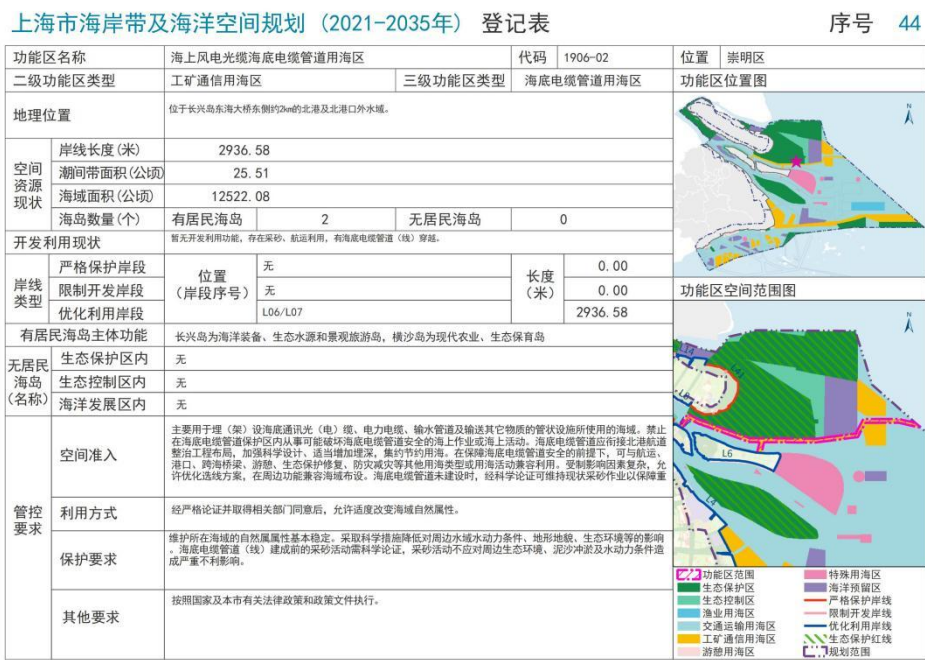 上海市海岸带及海洋空间规划 (2021-2035年) 登记表 序号 44
功能区名称 海上风电光缆海底电缆管道用海区 代码 1906-02 位置 崇明区
二级功能区类型 工矿通信用海区 三级功能区类型 海底电缆管道用海区 功能区位置图
地理位置 位于长兴岛东海大桥东侧约2km的北港及北港口外水域。
空间资源现状
岸线长度(米) 2936.58
潮间带面积(公顷) 25.51
海域面积(公顷) 12522.08
海岛数量(个) 有居民海岛 2 无居民海岛 0
开发利用现状 暂无开发利用功能，存在采砂、航运利用，有海底电缆管道（线）穿越。
岸线类型
严格保护岸段 位置（岸段序号） 无 长度（米） 0.00
限制开发岸段 无 0.00
优化利用岸段 L06/L07 2936.58
功能区空间范围图
有居民海岛主体功能 长兴岛为海洋装备、生态水源和景观旅游岛，横沙岛为现代农业、生态保育岛
无居民海岛（名称）
生态保护区内 无
生态控制区内 无
海洋发展区内 无
管控要求
空间准入
主要用于埋（架）设海底通讯光（电）缆、电力电缆、输水管道及输送其它物质的管状设施所使用的海域。禁止
在海底电缆管道保护区内从事可能破坏海底电缆管道安全的海上作业或海上活动。海底电缆管道应衔接北港航道
整治工程布局，加强科学设计、适当增加埋深，集约节约用海。在保障海底电缆管道安全的前提下，可与航运、
港口、跨海桥梁、游憩、生态保护修复、防灾减灾等其他用海类型或用海活动兼容利用。受制影响因素复杂，允
许优化选线方案，在周边功能兼容海域布设。海底电缆管道未建设时，经科学论证可维持现状采砂作业以保障重
利用方式 经严格论证并取得相关部门同意后，允许适度改变海域自然属性。
保护要求
维护所在海域的自然属属性基本稳定。采取科学措施降低对周边水域水动力条件、地形地貌、生态环境等的影响
。海底电缆管道（线）建成前的采砂活动需科学论证，采砂活动不应对周边生态环境、泥沙冲淤及水动力条件造
成严重不利影响。
其他要求 按照国家及本市有关法律政策和政策文件执行。
N
N
L14
L6
L4
功能区范围 特殊用海区
生态保护区 海洋预留区
生态控制区 严格保护岸线
渔业用海区 限制开发岸线
交通运输用海区 优化利用岸线
工矿通信用海区 生态保护红线
游憩用海区 规划范围